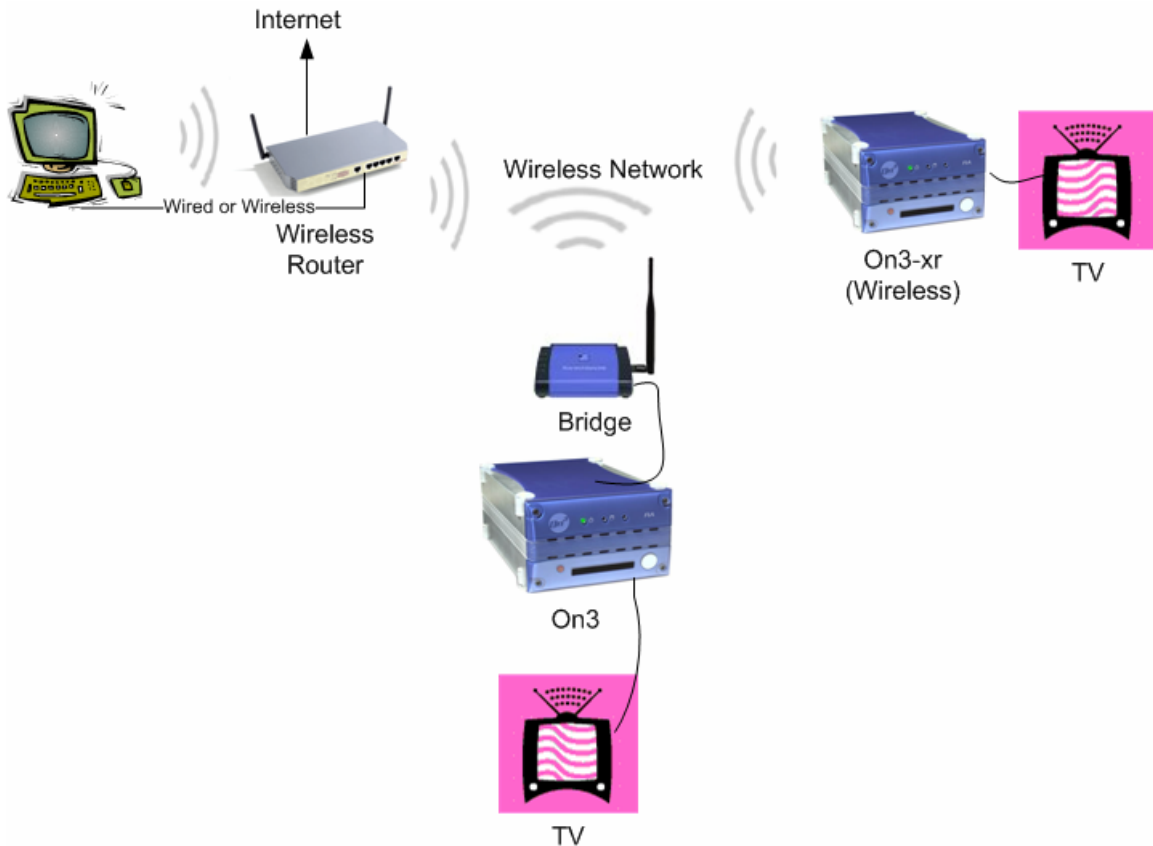 Internet
Wired or Wireless
Wireless
Router
Wireless Network
On3-xr
(Wireless)
TV
Bridge
On3
TV